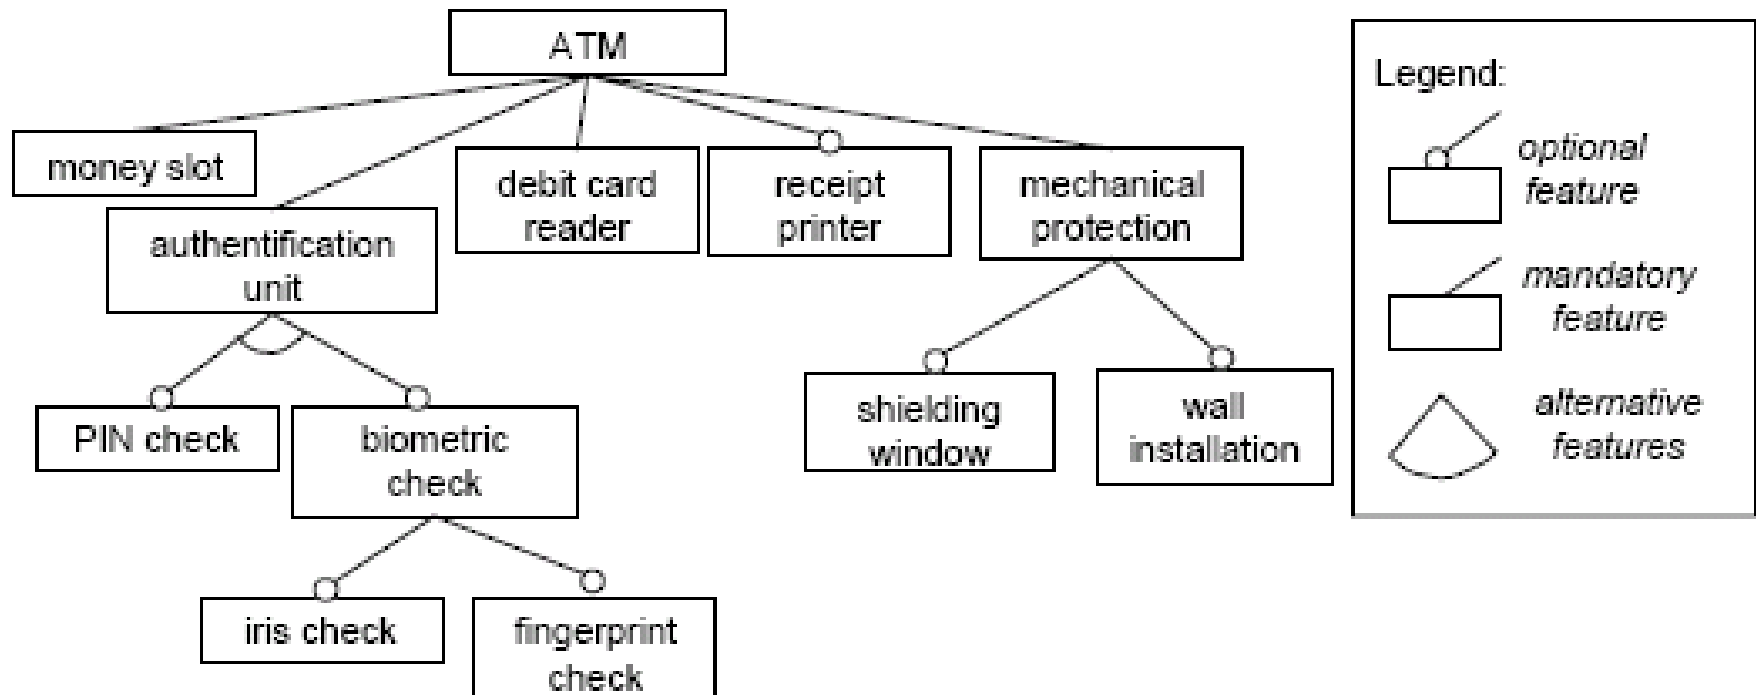 ATM
money slot
authentification
unit
debit card
reader
receipt
printer
mechanical
protection
PIN check
biometric
check
shielding
window
wall
installation
iris check
fingerprint
check
Legend:
optional
feature
mandatory
feature
alternative
features